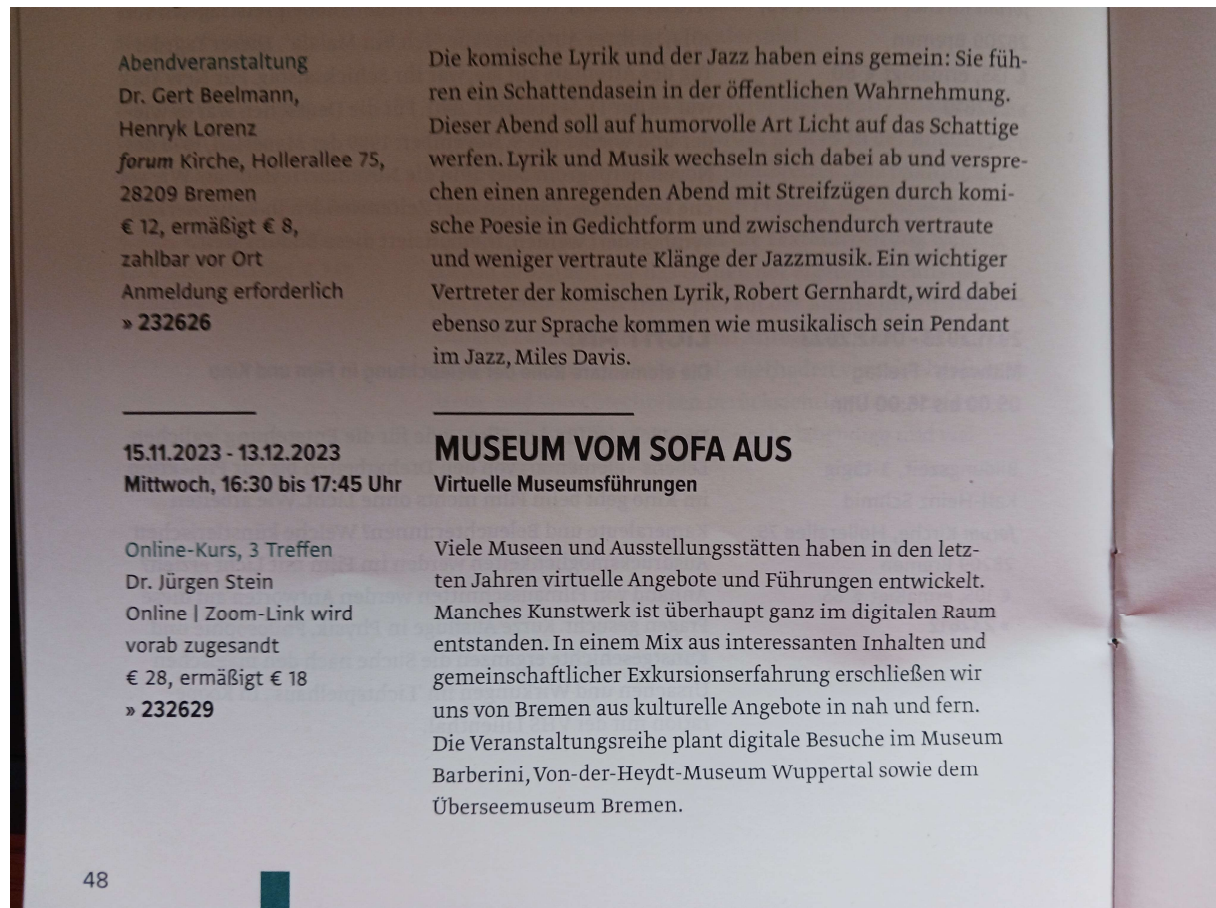 Abendveranstaltung
Dr. Gert Beelmann,
Henryk Lorenz
forum Kirche, Hollerallee 75,
28209 Bremen
€ 12, ermäßigt € 8,
zahlbar vor Ort
Anmeldung erforderlich
» 232626
Die komische Lyrik und der Jazz haben eins gemein: Sie füh-
ren ein Schattendasein in der öffentlichen Wahrnehmung.
Dieser Abend soll auf humorvolle Art Licht auf das Schattige
werfen. Lyrik und Musik wechseln sich dabei ab und verspre-
chen einen anregenden Abend mit Streifzügen durch komi-
sche Poesie in Gedichtform und zwischendurch vertraute
und weniger vertraute Klänge der Jazzmusik. Ein wichtiger
Vertreter der komischen Lyrik, Robert Gernhardt, wird dabei
ebenso zur Sprache kommen wie musikalisch sein Pendant
im Jazz, Miles Davis.
15.11.2023 - 13.12.2023
Mittwoch, 16:30 bis 17:45 Uhr
Online-Kurs, 3 Treffen
Dr. Jürgen Stein
Online | Zoom-Link wird
vorab zugesandt
€ 28, ermäßigt € 18
» 232629
MUSEUM VOM SOFA AUS
Virtuelle Museumsführungen
Viele Museen und Ausstellungsstätten haben in den letz-
ten Jahren virtuelle Angebote und Führungen entwickelt.
Manches Kunstwerk ist überhaupt ganz im digitalen Raum
entstanden. In einem Mix aus interessanten Inhalten und
gemeinschaftlicher Exkursionserfahrung erschließen wir
uns von Bremen aus kulturelle Angebote in nah und fern.
Die Veranstaltungsreihe plant digitale Besuche im Museum
Barberini, Von-der-Heydt-Museum Wuppertal sowie dem
Überseemuseum Bremen.
48